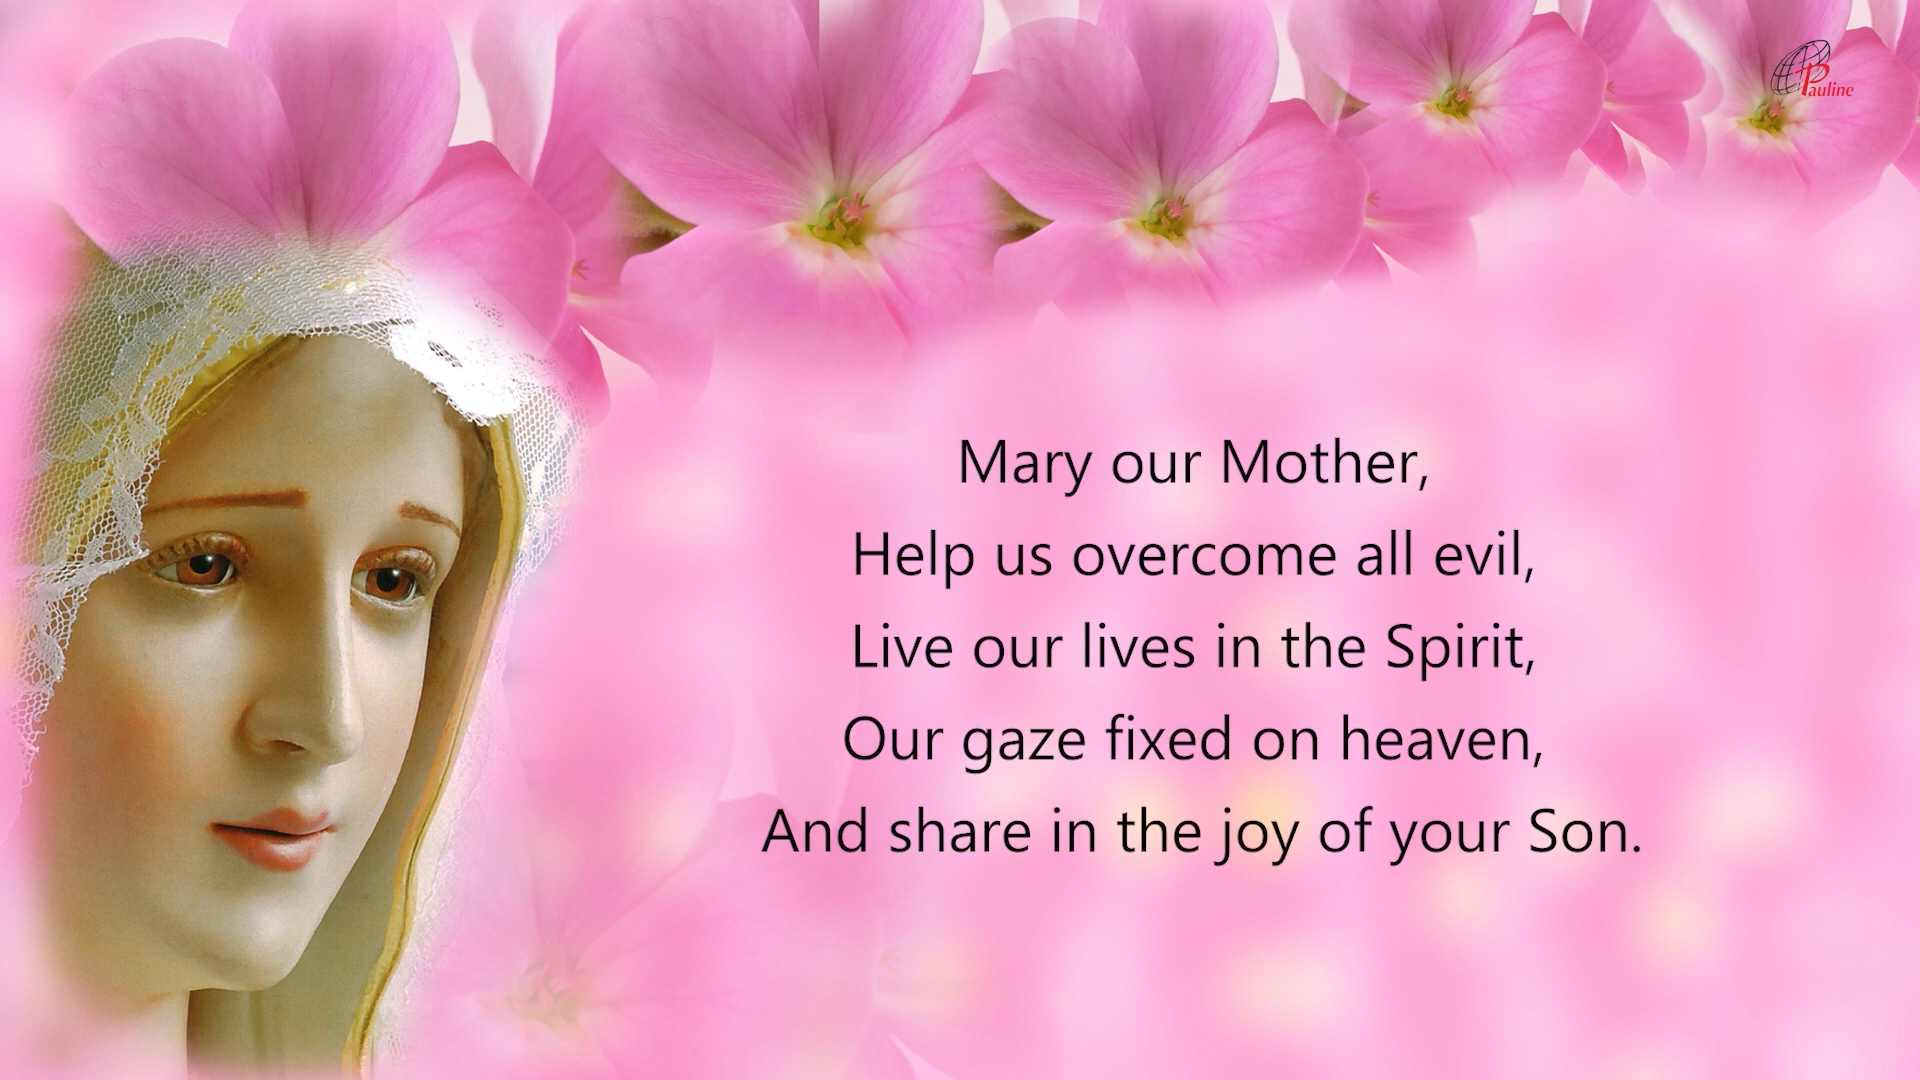 Pauline
Mary our Mother,
Help us overcome all evil,
Live our lives in the Spirit,
Our gaze fixed on heaven,
And share in the joy of your Son.